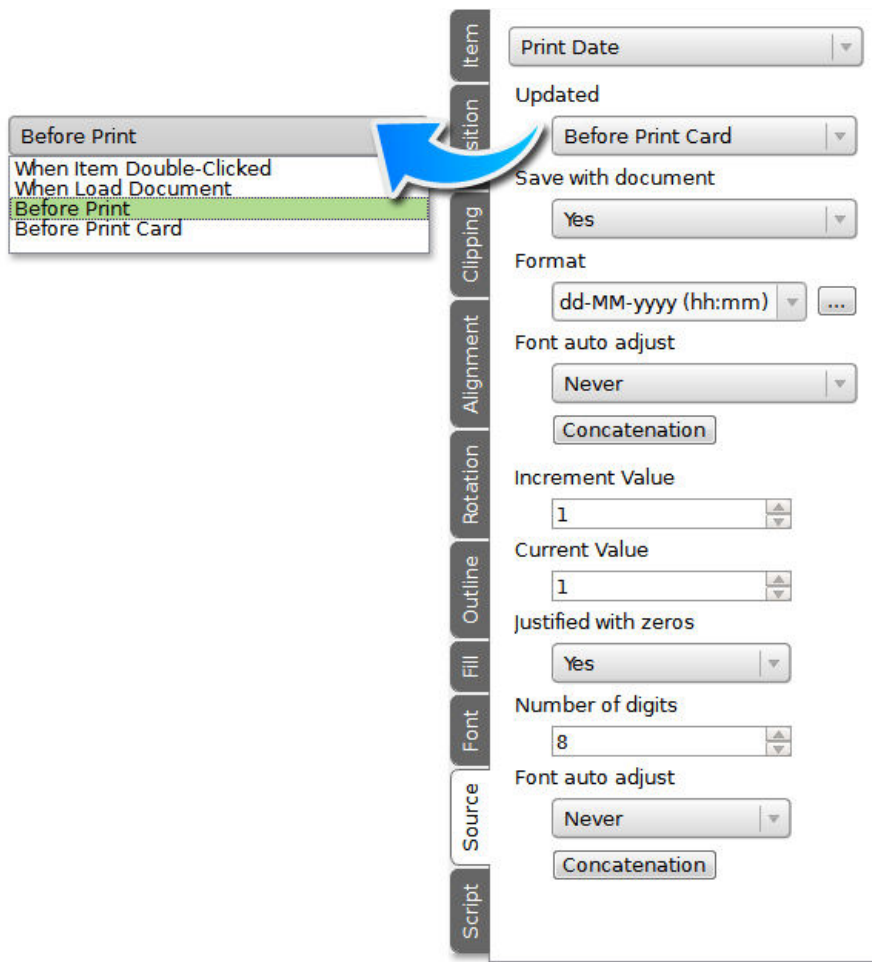 Before Print
When Item Double-Clicked
When Load Document
Before Print
Before Print Card
Item
sition
Clipping
Alignment
Rotation
Outline
Fill
Font
Source
Script
Print Date
Updated
Before Print Card
Save with document
Yes
Format
dd-MM-yyyy (hh:mm)
...
Font auto adjust
Never
Concatenation
Increment Value
1
Current Value
1
Justified with zeros
Yes
Number of digits
8
Font auto adjust
Never
Concatenation